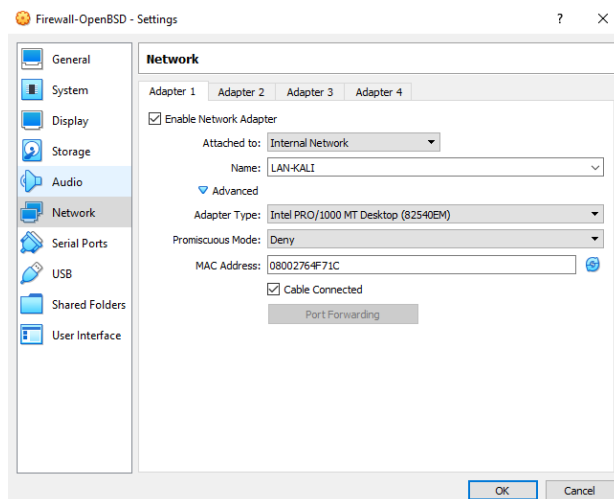 Firewall-OpenBSD - Settings
? ×
General
System
Display
Storage
Audio
Network
Serial Ports
USB
Shared Folders
User Interface
Network
Adapter 1 Adapter 2 Adapter 3 Adapter 4
Enable Network Adapter
Attached to: Internal Network
Name: LAN-KALI
Advanced
Adapter Type: Intel PRO/1000 MT Desktop (82540EM)
Promiscuous Mode: Deny
MAC Address: 08002764F71C
Cable Connected
Port Forwarding
OK Cancel